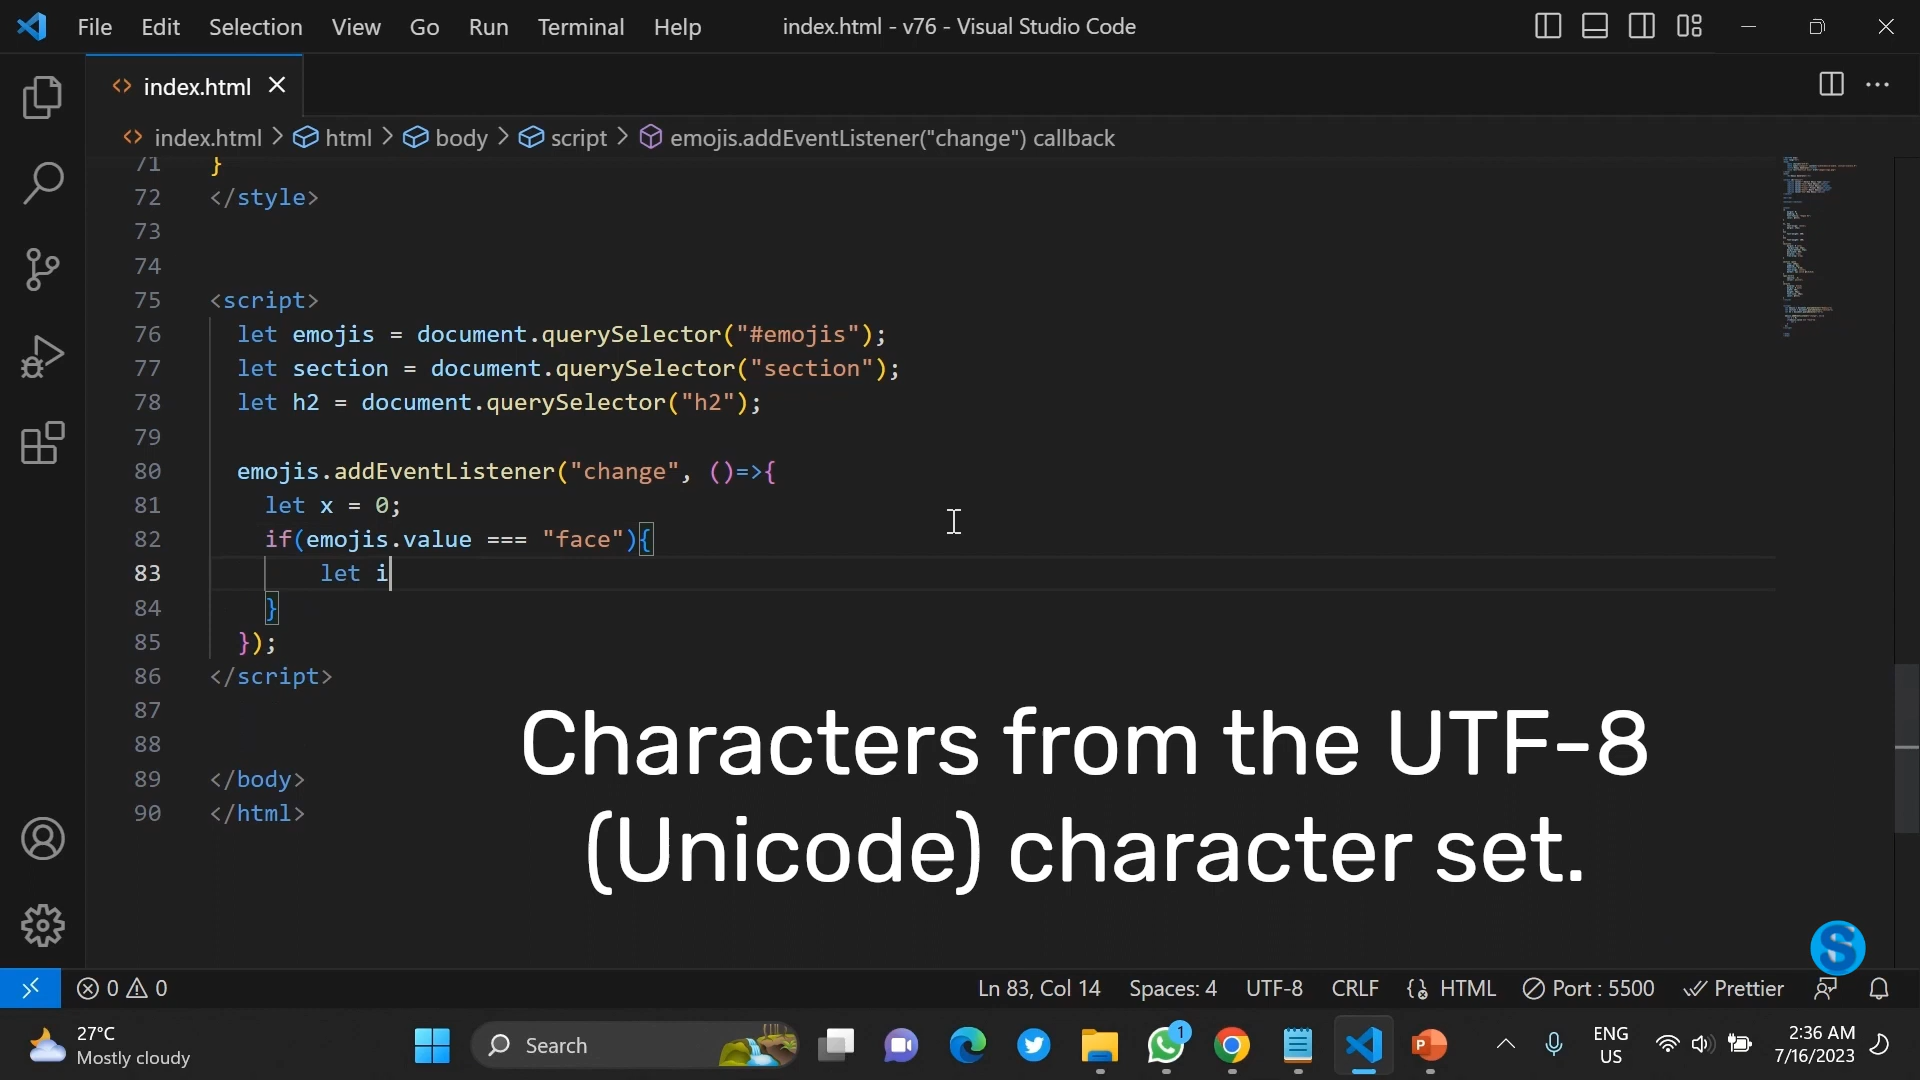 File Edit Selection View Go Run Terminal Help index.html - v76 - Visual Studio Code
index.html
index.html > html > body > script > emojis.addEventListener("change") callback
71 }
72 </style>
73
74
75 <script>
76 let emojis = document.querySelector("#emojis");
77 let section = document.querySelector("section");
78 let h2 = document.querySelector("h2");
79
80 emojis.addEventListener("change", ()=>{
81 let x = 0;
82 if(emojis.value === "face"){
83 let i
84 }
85 });
86 </script>
87
88
89 </body>
90 </html>
Characters from the UTF-8
(Unicode) character set.
S
0 0 Ln 83, Col 14 Spaces: 4 UTF-8 CRLF HTML Port : 5500 Prettier
27°C
Mostly cloudy
Search
1
P
ENG
US
2:36 AM
7/16/2023